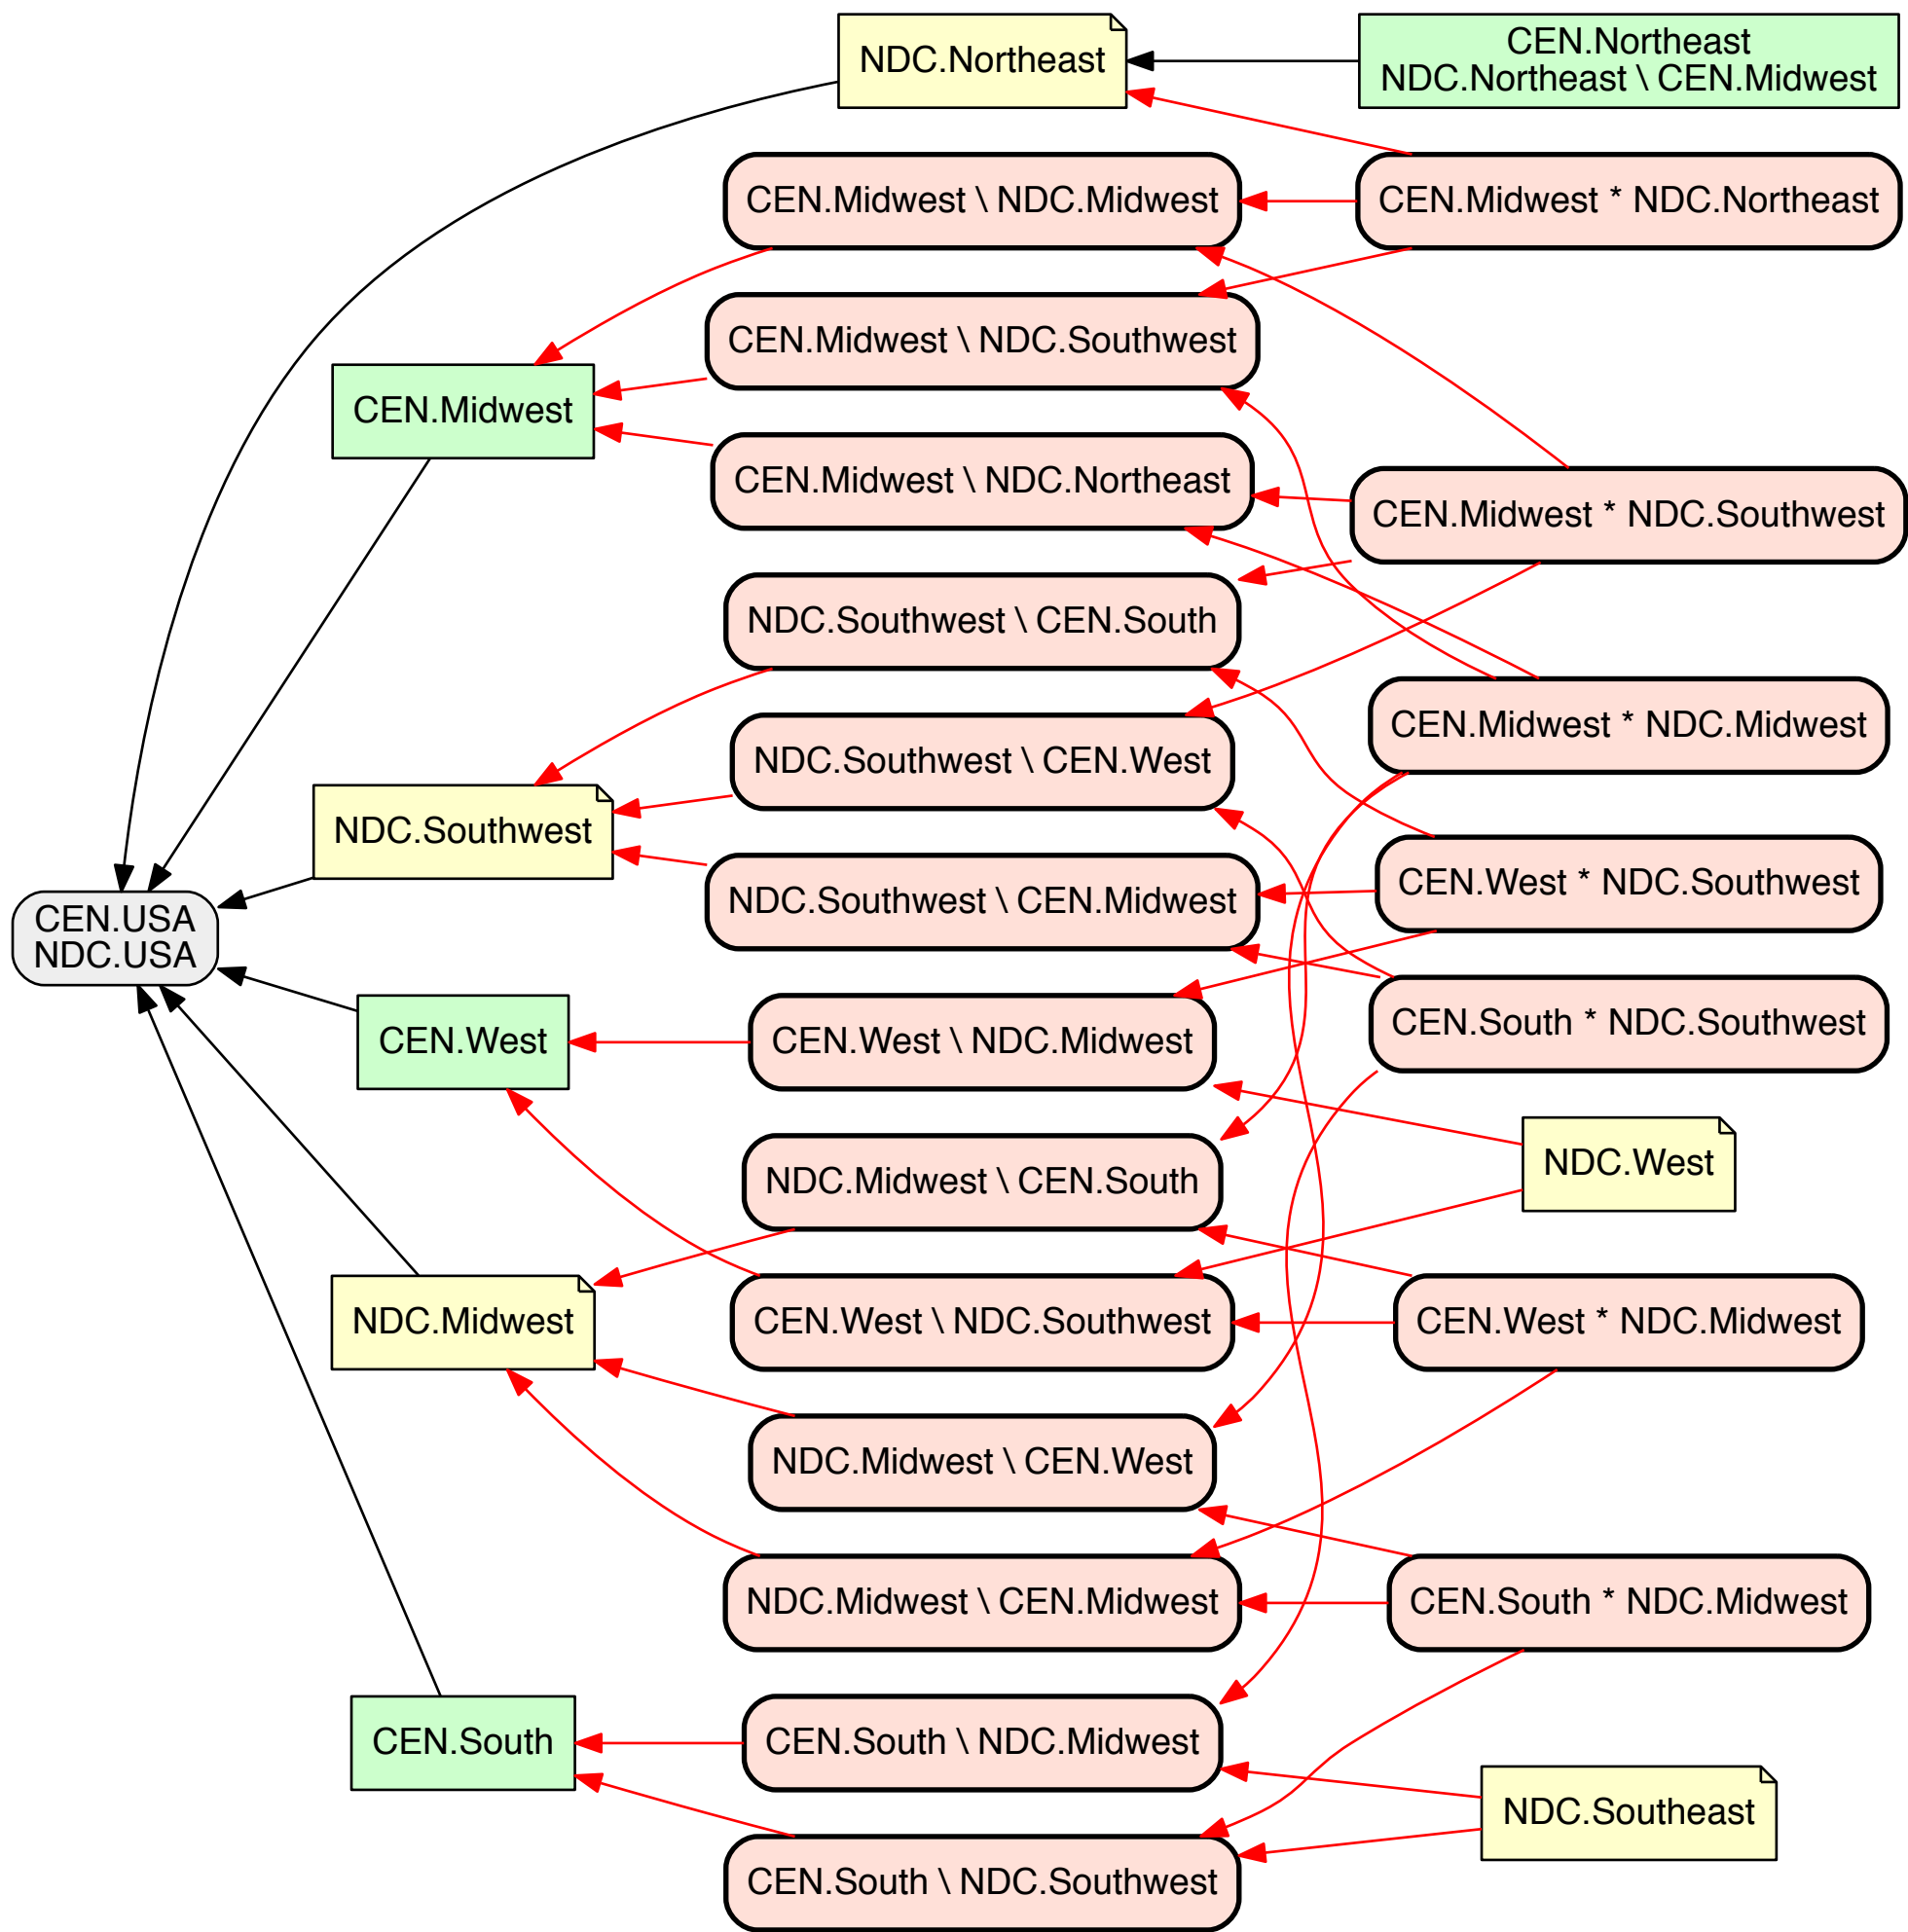 NDC.Northeast
CEN.Northeast
NDC.Northeast \ CEN.Midwest
CEN.Midwest \ NDC.Midwest
CEN.Midwest * NDC.Northeast
CEN.Midwest \ NDC.Southwest
CEN.Midwest
CEN.Midwest \ NDC.Northeast
CEN.Midwest * NDC.Southwest
NDC.Southwest \ CEN.South
CEN.Midwest * NDC.Midwest
NDC.Southwest \ CEN.West
NDC.Southwest
CEN.West * NDC.Southwest
NDC.Southwest \ CEN.Midwest
CEN.USA
NDC.USA
CEN.South * NDC.Southwest
CEN.West
CEN.West \ NDC.Midwest
NDC.West
NDC.Midwest \ CEN.South
NDC.Midwest
CEN.West \ NDC.Southwest
CEN.West * NDC.Midwest
NDC.Midwest \ CEN.West
NDC.Midwest \ CEN.Midwest
CEN.South * NDC.Midwest
CEN.South
CEN.South \ NDC.Midwest
NDC.Southeast
CEN.South \ NDC.Southwest